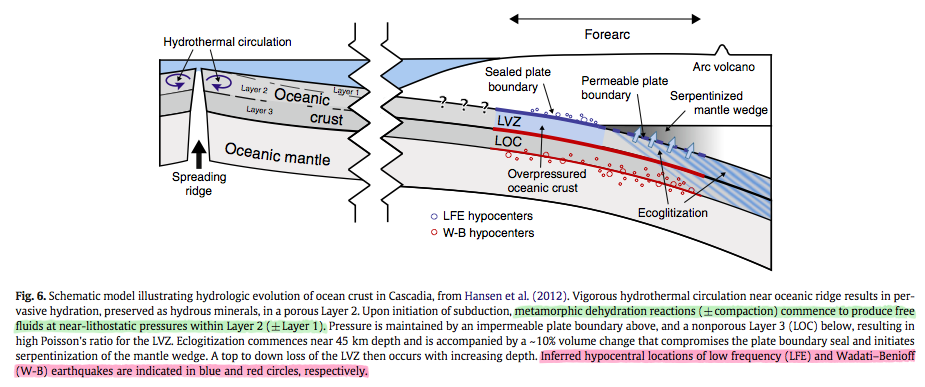 Forearc
Hydrothermal circulation
Arc volcano
Sealed plate
boundary
Permeable plate
boundary
Serpentinized
mantle wedge
Layer 2
Oceanic
crust
Layer 1
Layer 3
? ? ?
LVZ
LOC
Oceanic mantle
Overpressured
oceanic crust
Spreading
ridge
Ecoglitization
LFE hypocenters
W-B hypocenters
Fig. 6. Schematic model illustrating hydrologic evolution of ocean crust in Cascadia, from Hansen et al. (2012). Vigorous hydrothermal circulation near oceanic ridge results in per-
vasive hydration, preserved as hydrous minerals, in a porous Layer 2. Upon initiation of subduction, metamorphic dehydration reactions (±compaction) commence to produce free
fluids at near-lithostatic pressures within Layer 2 (±Layer 1). Pressure is maintained by an impermeable plate boundary above, and a nonporous Layer 3 (LOC) below, resulting in
high Poisson's ratio for the LVZ. Eclogitization commences near 45 km depth and is accompanied by a ~10% volume change that compromises the plate boundary seal and initiates
serpentinization of the mantle wedge. A top to down loss of the LVZ then occurs with increasing depth. Inferred hypocentral locations of low frequency (LFE) and Wadati–Benioff
(W-B) earthquakes are indicated in blue and red circles, respectively.